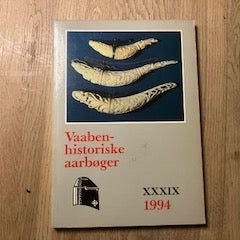 Vaaben-
historiske
aarbøger
XXXIX
1994